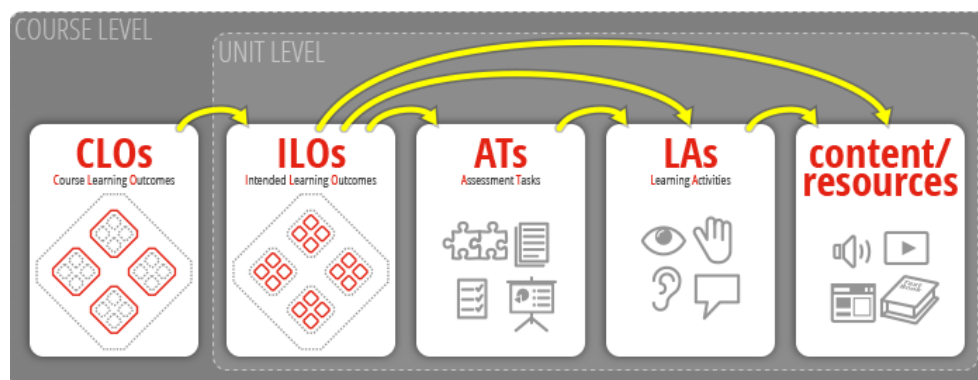 COURSE LEVEL
UNIT LEVEL
CLOs
Course Learning Outcomes
ILOs
Intended Learning Outcomes
ATs
Assessment Tasks
LAs
Learning Activities
content/
resources